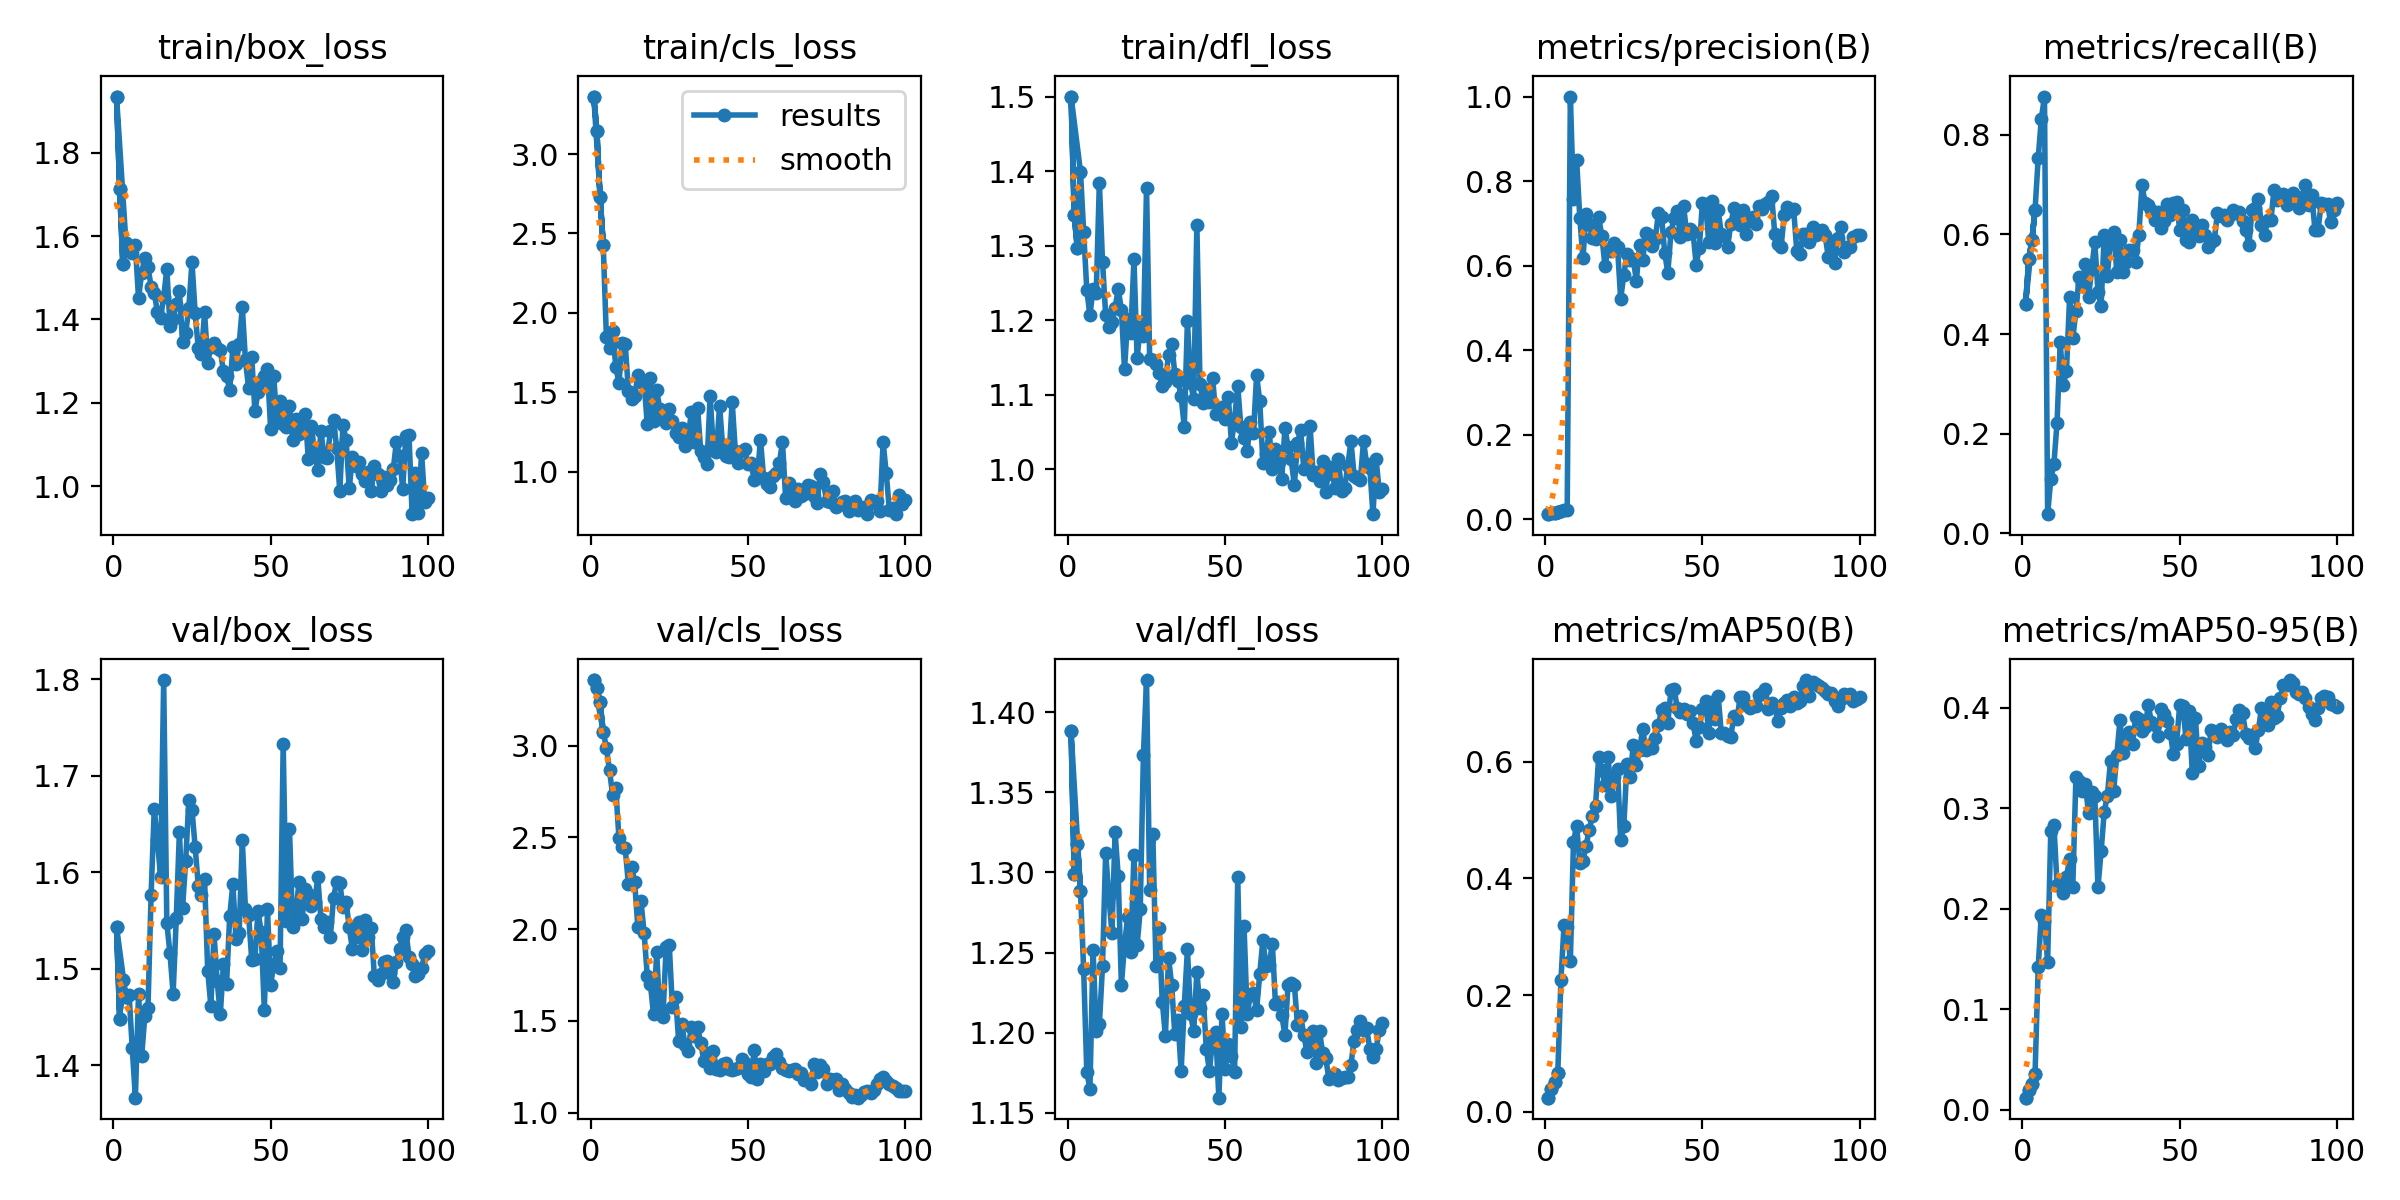 train/box_loss
1.8
1.6
1.4
1.2
1.0
0 50 100
train/cls_loss
results
smooth
3.0
2.5
2.0
1.5
1.0
0 50 100
train/dfl_loss
1.5
1.4
1.3
1.2
1.1
1.0
0 50 100
metrics/precision(B)
1.0
0.8
0.6
0.4
0.2
0.0
0 50 100
metrics/recall(B)
0.8
0.6
0.4
0.2
0.0
0 50 100
val/box_loss
1.8
1.7
1.6
1.5
1.4
0 50 100
val/cls_loss
3.0
2.5
2.0
1.5
1.0
0 50 100
val/dfl_loss
1.40
1.35
1.30
1.25
1.20
1.15
0 50 100
metrics/mAP50(B)
0.6
0.4
0.2
0.0
0 50 100
metrics/mAP50-95(B)
0.4
0.3
0.2
0.1
0.0
0 50 100